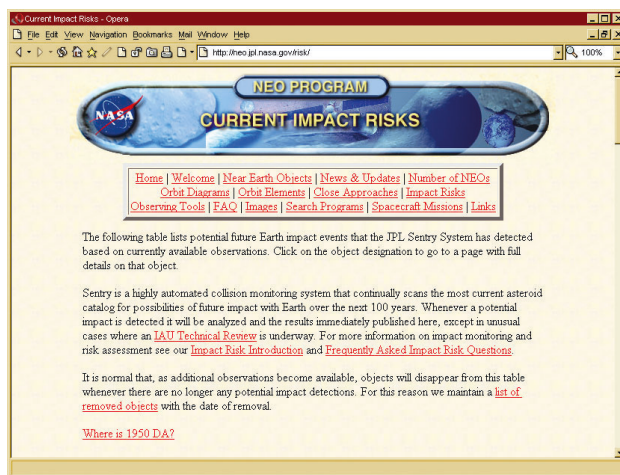 Current Impact Risks - Opera
File Edit View Navigation Bookmarks Mail Window Help
http://neo.jpl.nasa.gov/risk/ 100%
NEO PROGRAM
NASA
CURRENT IMPACT RISKS
Home | Welcome | Near Earth Objects | News & Updates | Number of NEOs
Orbit Diagrams | Orbit Elements | Close Approaches | Impact Risks
Observing Tools | FAQ | Images | Search Programs | Spacecraft Missions | Links
The following table lists potential future Earth impact events that the JPL Sentry System has detected
based on currently available observations. Click on the object designation to go to a page with full
details on that object.
Sentry is a highly automated collision monitoring system that continually scans the most current asteroid
catalog for possibilities of future impact with Earth over the next 100 years. Whenever a potential
impact is detected it will be analyzed and the results immediately published here, except in unusual
cases where an IAU Technical Review is underway. For more information on impact monitoring and
risk assessment see our Impact Risk Introduction and Frequently Asked Impact Risk Questions.
It is normal that, as additional observations become available, objects will disappear from this table
whenever there are no longer any potential impact detections. For this reason we maintain a list of
removed objects with the date of removal.
Where is 1950 DA?